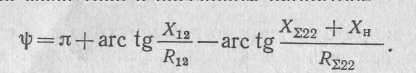 ψ = π + arc tg X₁₂/R₁₂ — arc tg (X_Σ22 + X_н)/R_Σ22 .